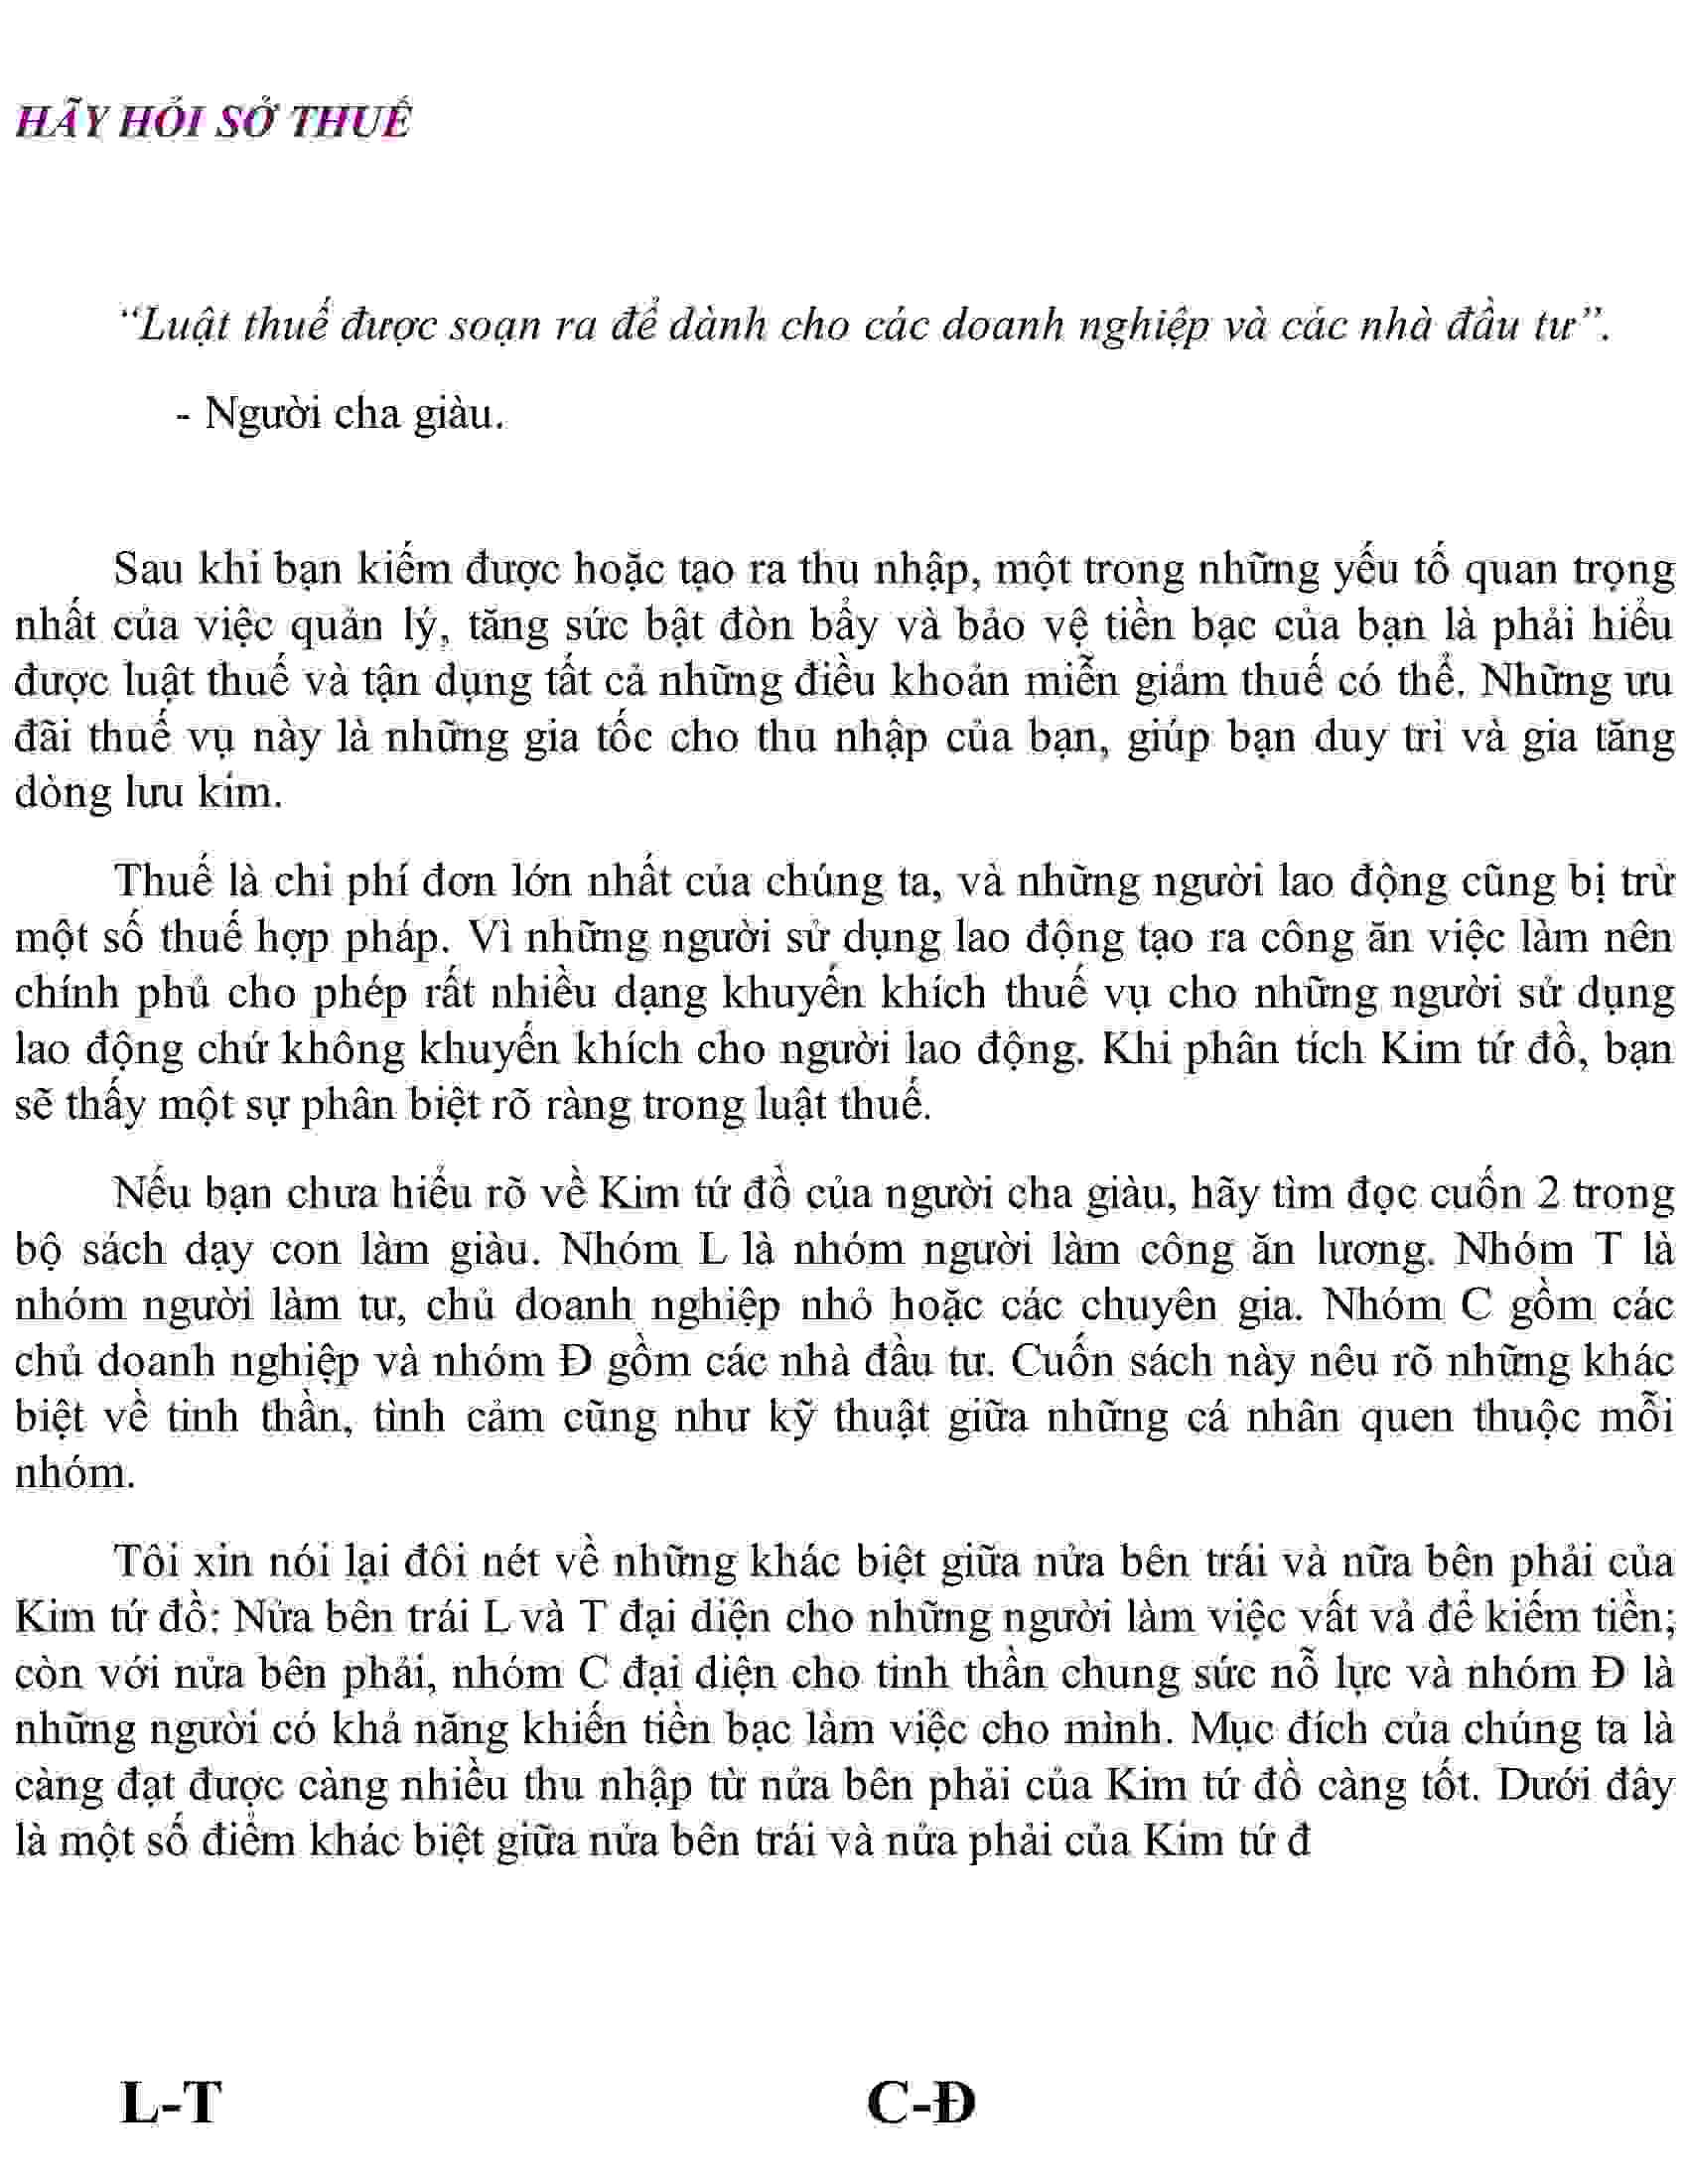 HÃY HỎI SỞ THUẾ
“Luật thuế được soạn ra để dành cho các doanh nghiệp và các nhà đầu tư”.
- Người cha giàu.
Sau khi bạn kiếm được hoặc tạo ra thu nhập, một trong những yếu tố quan trọng
nhất của việc quản lý, tăng sức bật đòn bẩy và bảo vệ tiền bạc của bạn là phải hiểu
được luật thuế và tận dụng tất cả những điều khoản miễn giảm thuế có thể. Những ưu
đãi thuế vụ này là những gia tốc cho thu nhập của bạn, giúp bạn duy trì và gia tăng
dòng lưu kim.
Thuế là chi phí đơn lớn nhất của chúng ta, và những người lao động cũng bị trừ
một số thuế hợp pháp. Vì những người sử dụng lao động tạo ra công ăn việc làm nên
chính phủ cho phép rất nhiều dạng khuyến khích thuế vụ cho những người sử dụng
lao động chứ không khuyến khích cho người lao động. Khi phân tích Kim tứ đồ, bạn
sẽ thấy một sự phân biệt rõ ràng trong luật thuế.
Nếu bạn chưa hiểu rõ về Kim tứ đồ của người cha giàu, hãy tìm đọc cuốn 2 trong
bộ sách dạy con làm giàu. Nhóm L là nhóm người làm công ăn lương. Nhóm T là
nhóm người làm tư, chủ doanh nghiệp nhỏ hoặc các chuyên gia. Nhóm C gồm các
chủ doanh nghiệp và nhóm Đ gồm các nhà đầu tư. Cuốn sách này nêu rõ những khác
biệt về tinh thần, tình cảm cũng như kỹ thuật giữa những cá nhân quen thuộc mỗi
nhóm.
Tôi xin nói lại đôi nét về những khác biệt giữa nửa bên trái và nữa bên phải của
Kim tứ đồ: Nửa bên trái L và T đại diện cho những người làm việc vất vả để kiếm tiền;
còn với nửa bên phải, nhóm C đại diện cho tinh thần chung sức nỗ lực và nhóm Đ là
những người có khả năng khiến tiền bạc làm việc cho mình. Mục đích của chúng ta là
càng đạt được càng nhiều thu nhập từ nửa bên phải của Kim tứ đồ càng tốt. Dưới đây
là một số điểm khác biệt giữa nửa bên trái và nửa phải của Kim tứ đ
L-T C-Đ